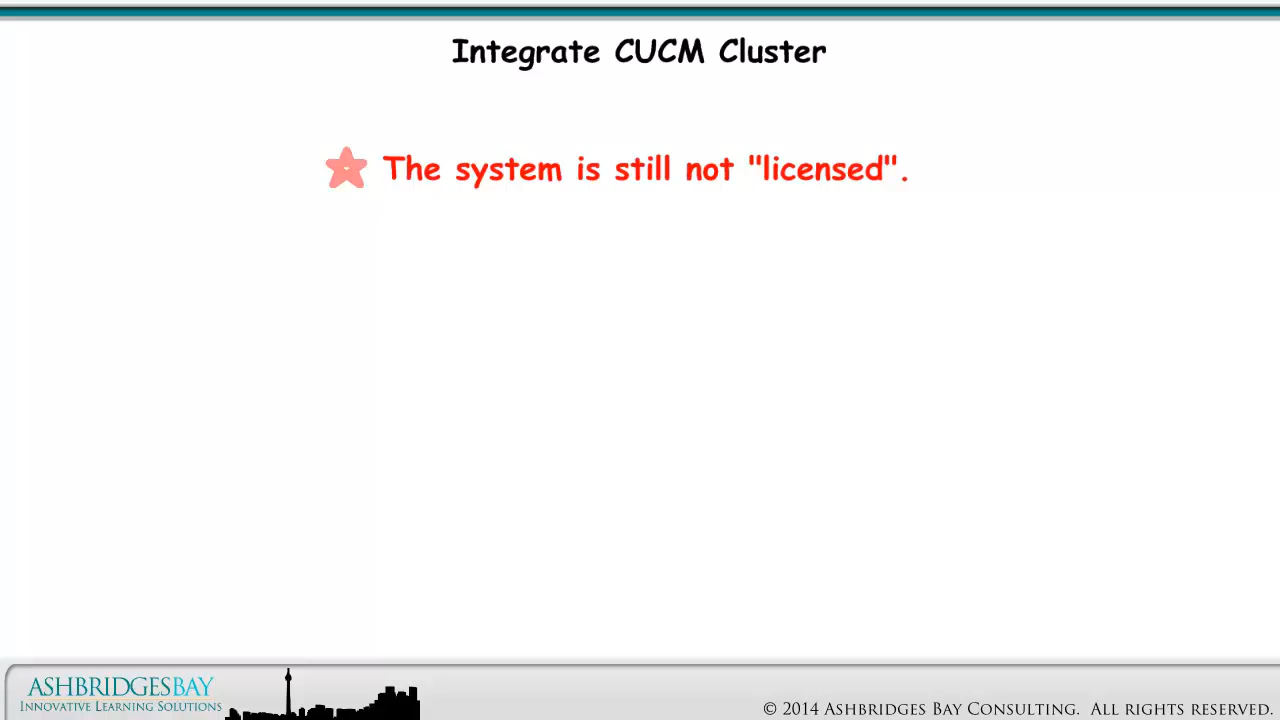 Integrate CUCM Cluster
The system is still not "licensed".
ASHBRIDGESBAY
INNOVATIVE LEARNING SOLUTIONS
© 2014 ASHBRIDGES BAY CONSULTING. ALL RIGHTS RESERVED.